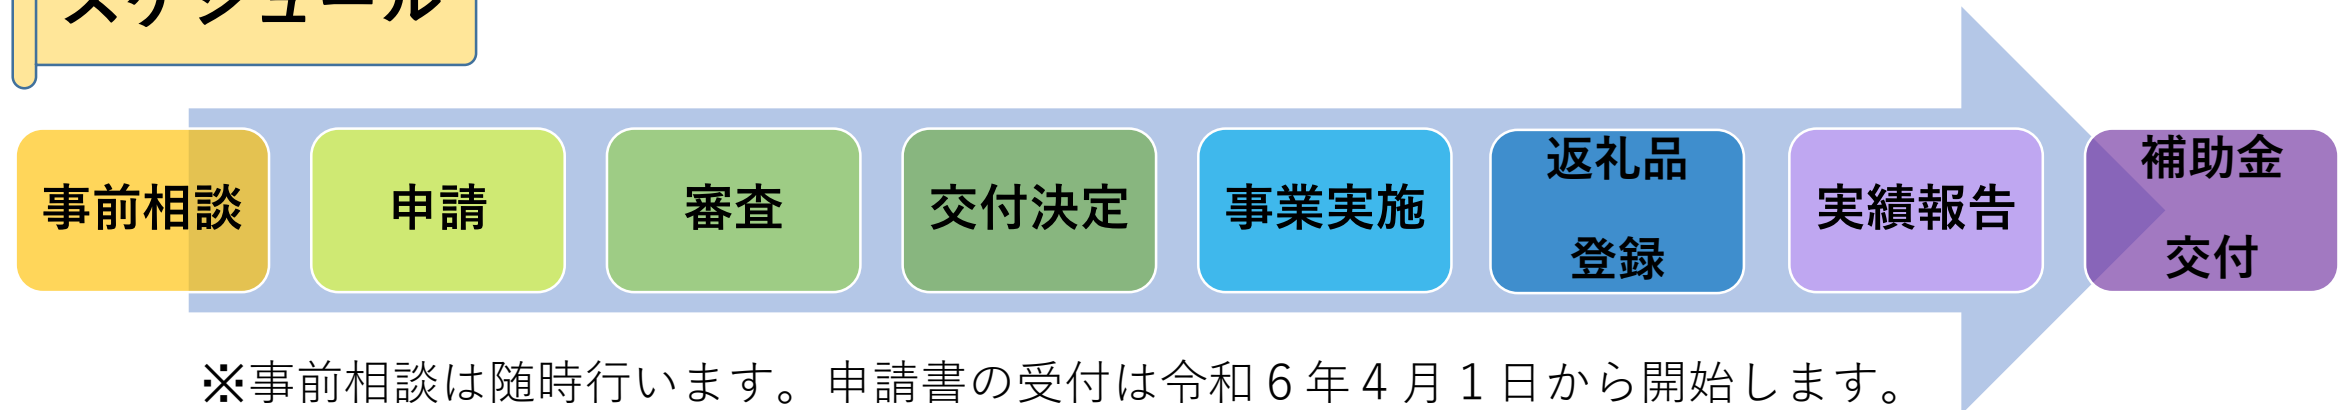 スケジュール
事前相談
申請
審査
交付決定
事業実施
返礼品
登録
実績報告
補助金
交付
※事前相談は随時行います。申請書の受付は令和６年４月１日から開始します。